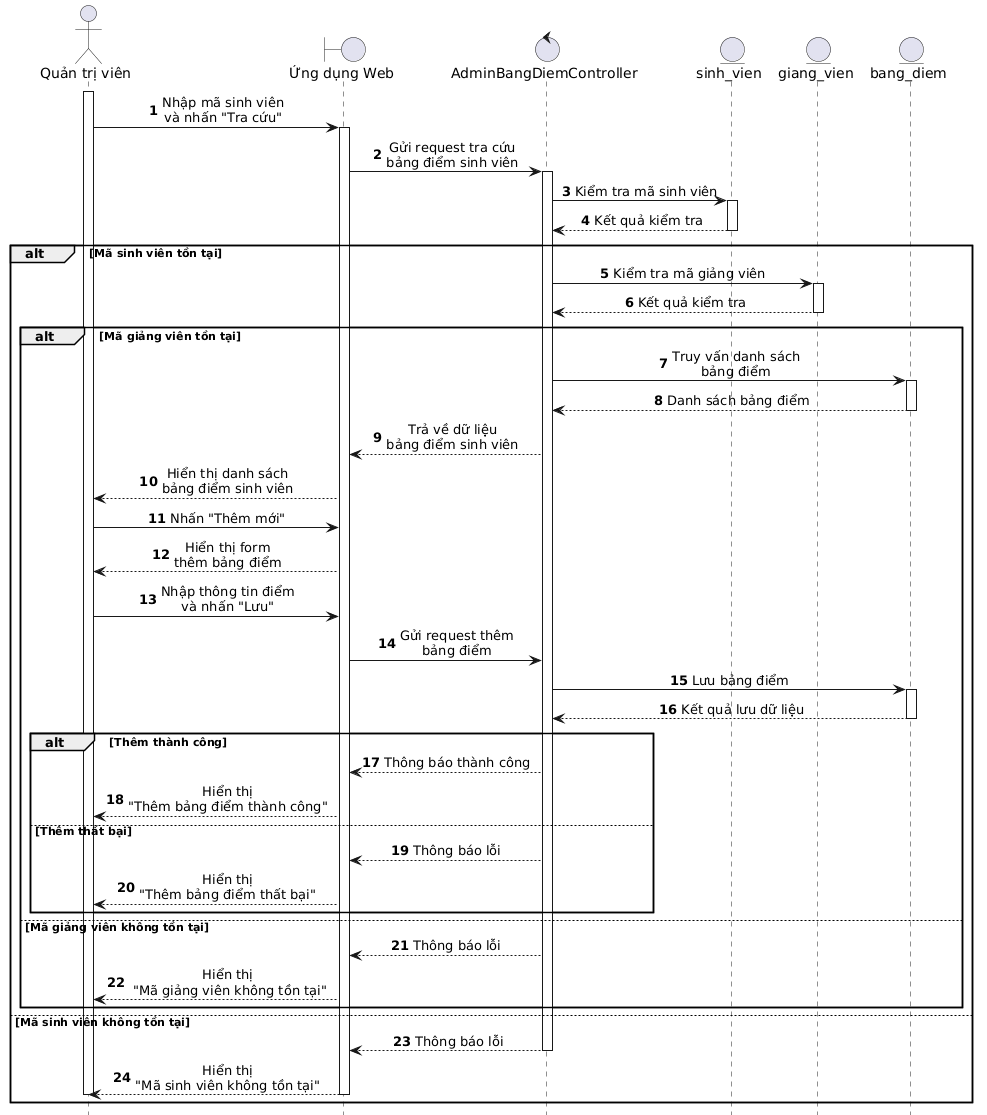 Quản trị viên
Ứng dụng Web
AdminBangDiemController
sinh_vien
giang_vien
bang_diem
1 Nhập mã sinh viên
và nhấn "Tra cứu"
2 Gửi request tra cứu
bảng điểm sinh viên
3 Kiểm tra mã sinh viên
4 Kết quả kiểm tra
alt [Mã sinh viên tồn tại]
5 Kiểm tra mã giảng viên
6 Kết quả kiểm tra
alt [Mã giảng viên tồn tại]
7 Truy vấn danh sách
bảng điểm
8 Danh sách bảng điểm
9 Trả về dữ liệu
bảng điểm sinh viên
10 Hiển thị danh sách
bảng điểm sinh viên
11 Nhấn "Thêm mới"
12 Hiển thị form
thêm bảng điểm
13 Nhập thông tin điểm
và nhấn "Lưu"
14 Gửi request thêm
bảng điểm
15 Lưu bảng điểm
16 Kết quả lưu dữ liệu
alt [Thêm thành công]
17 Thông báo thành công
18 Hiển thị
"Thêm bảng điểm thành công"
[Thêm thất bại]
19 Thông báo lỗi
20 Hiển thị
"Thêm bảng điểm thất bại"
[Mã giảng viên không tồn tại]
21 Thông báo lỗi
22 Hiển thị
"Mã giảng viên không tồn tại"
[Mã sinh viên không tồn tại]
23 Thông báo lỗi
24 Hiển thị
"Mã sinh viên không tồn tại"